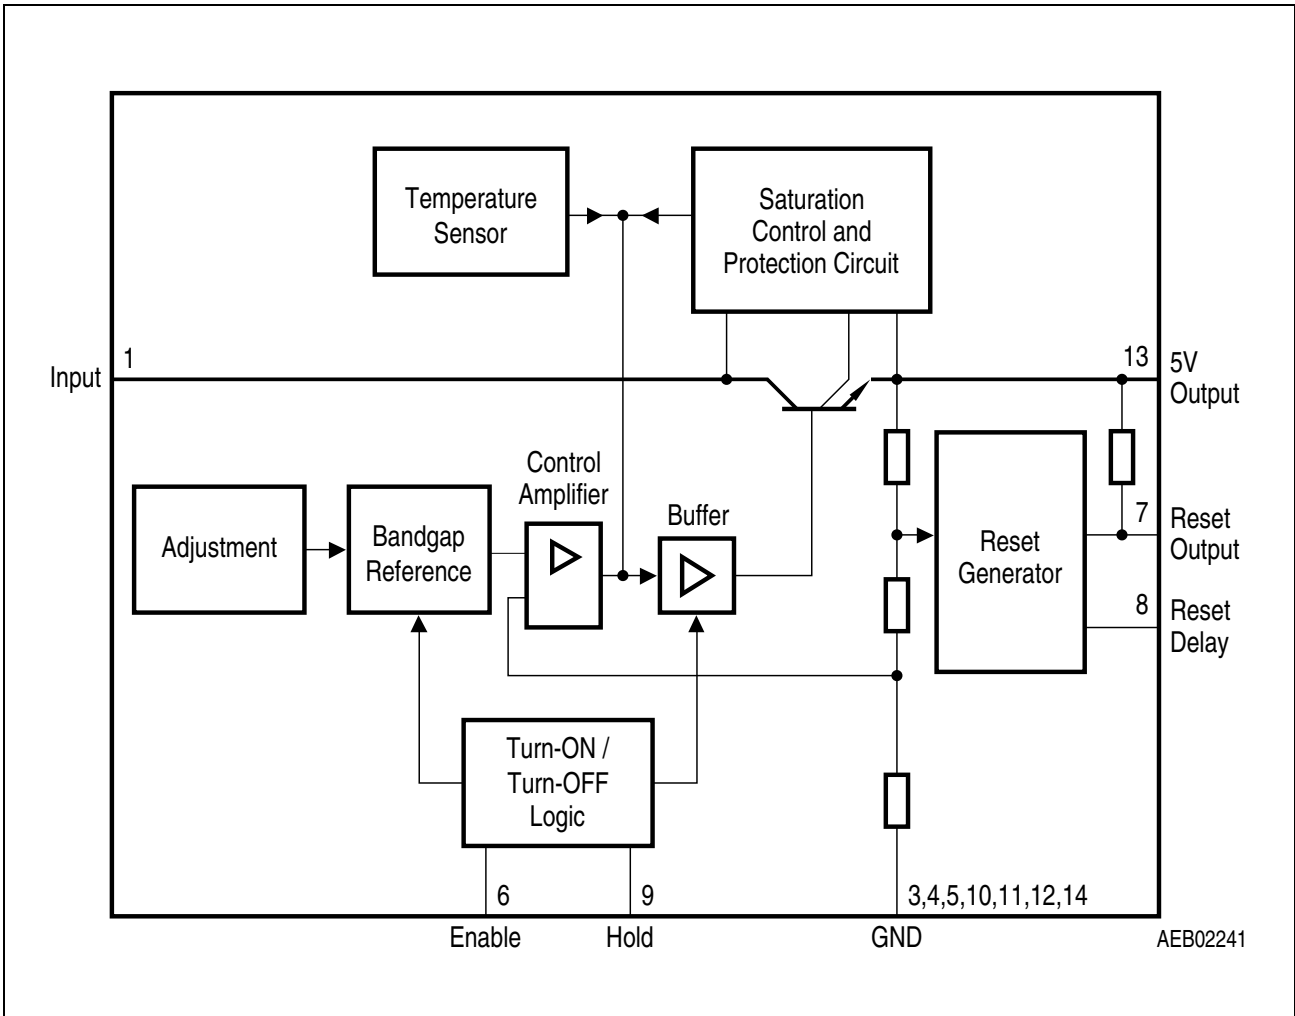 Temperature
Sensor
Saturation
Control and
Protection Circuit
Input
1
13
5V
Output
Control
Amplifier
Buffer
Adjustment
Bandgap
Reference
Reset
Generator
7
Reset
Output
8
Reset
Delay
Turn-ON /
Turn-OFF
Logic
6
9
3,4,5,10,11,12,14
Enable
Hold
GND
AEB02241